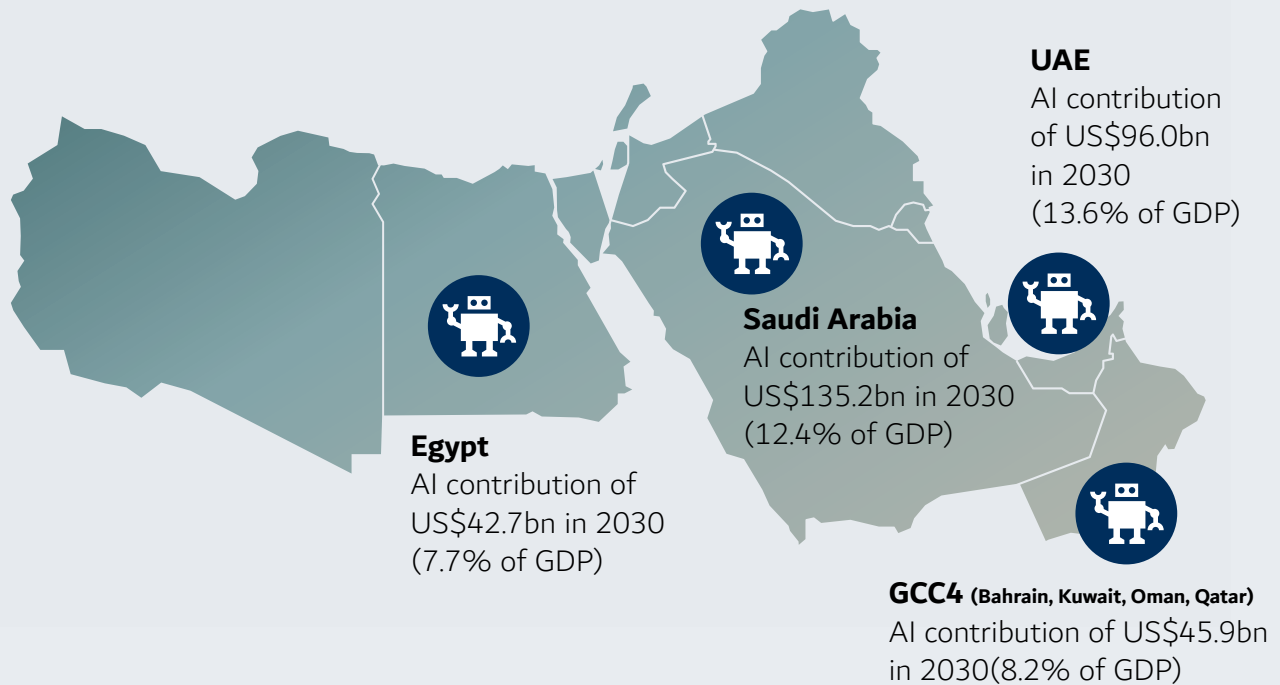 UAE
AI contribution
of US$96.0bn
in 2030
(13.6% of GDP)
Saudi Arabia
AI contribution of
US$135.2bn in 2030
(12.4% of GDP)
Egypt
AI contribution of
US$42.7bn in 2030
(7.7% of GDP)
GCC4 (Bahrain, Kuwait, Oman, Qatar)
AI contribution of US$45.9bn
in 2030(8.2% of GDP)